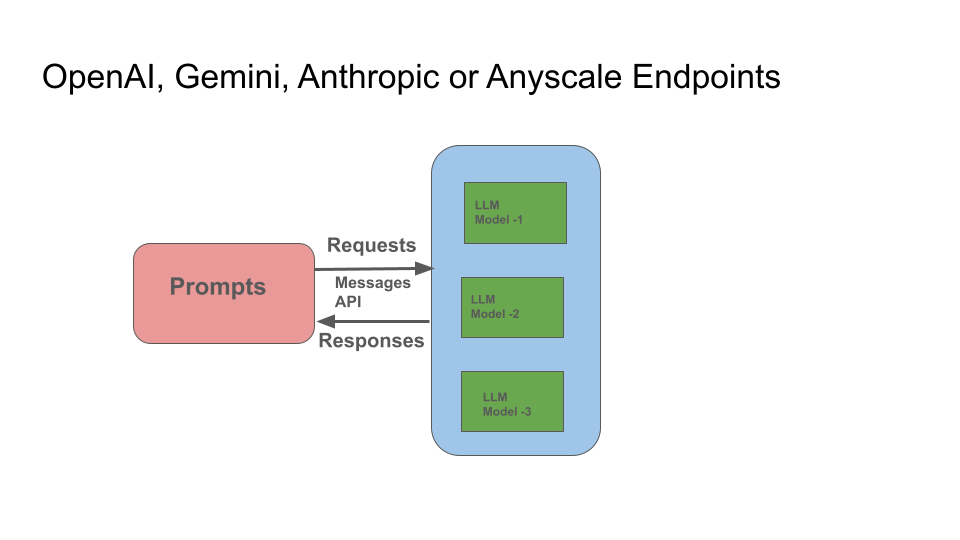 OpenAI, Gemini, Anthropic or Anyscale Endpoints
Prompts
Requests
Messages
API
Responses
LLM
Model -1
LLM
Model -2
LLM
Model -3